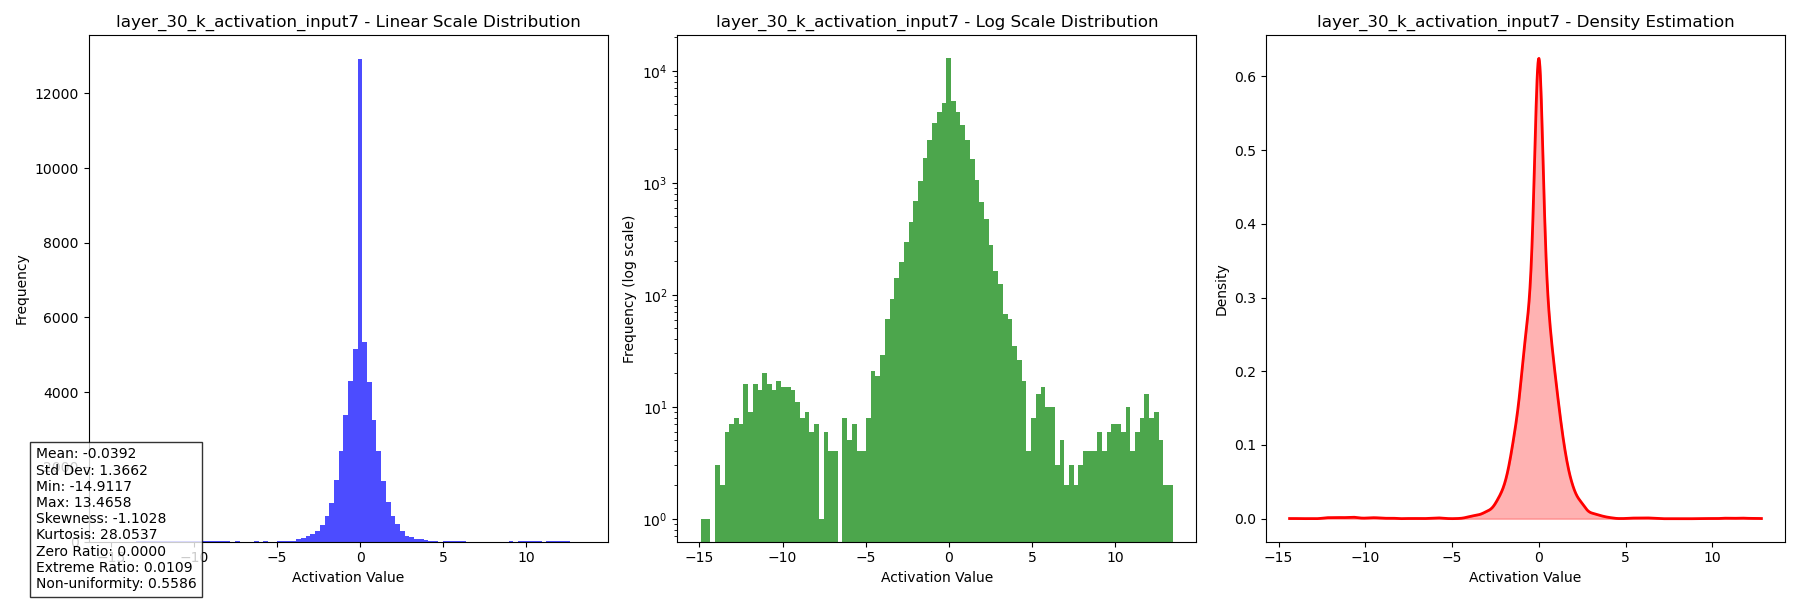 layer_30_k_activation_input7 - Linear Scale Distribution
12000
10000
8000
6000
4000
Frequency
−10
−5
0
5
10
Activation Value
Mean: -0.0392
Std Dev: 1.3662
Min: -14.9117
Max: 13.4658
Skewness: -1.1028
Kurtosis: 28.0537
Zero Ratio: 0.0000
Extreme Ratio: 0.0109
Non-uniformity: 0.5586
layer_30_k_activation_input7 - Log Scale Distribution
10⁴
10³
10²
10¹
10⁰
Frequency (log scale)
−15
−10
−5
0
5
10
Activation Value
layer_30_k_activation_input7 - Density Estimation
0.6
0.5
0.4
0.3
0.2
0.1
0.0
Density
−15
−10
−5
0
5
10
Activation Value